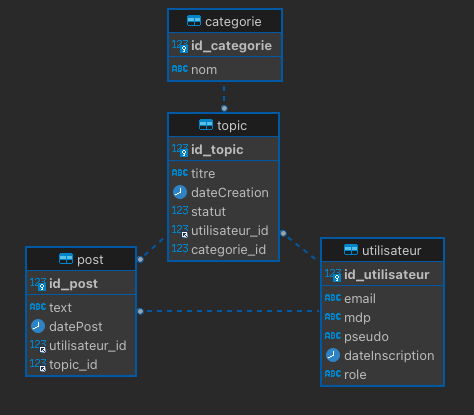 categorie
123 id_categorie
ABC nom
topic
123 id_topic
ABC titre
dateCreation
123 statut
123 utilisateur_id
123 categorie_id
post
123 id_post
ABC text
datePost
123 utilisateur_id
123 topic_id
utilisateur
123 id_utilisateur
ABC email
ABC mdp
ABC pseudo
dateInscription
ABC role